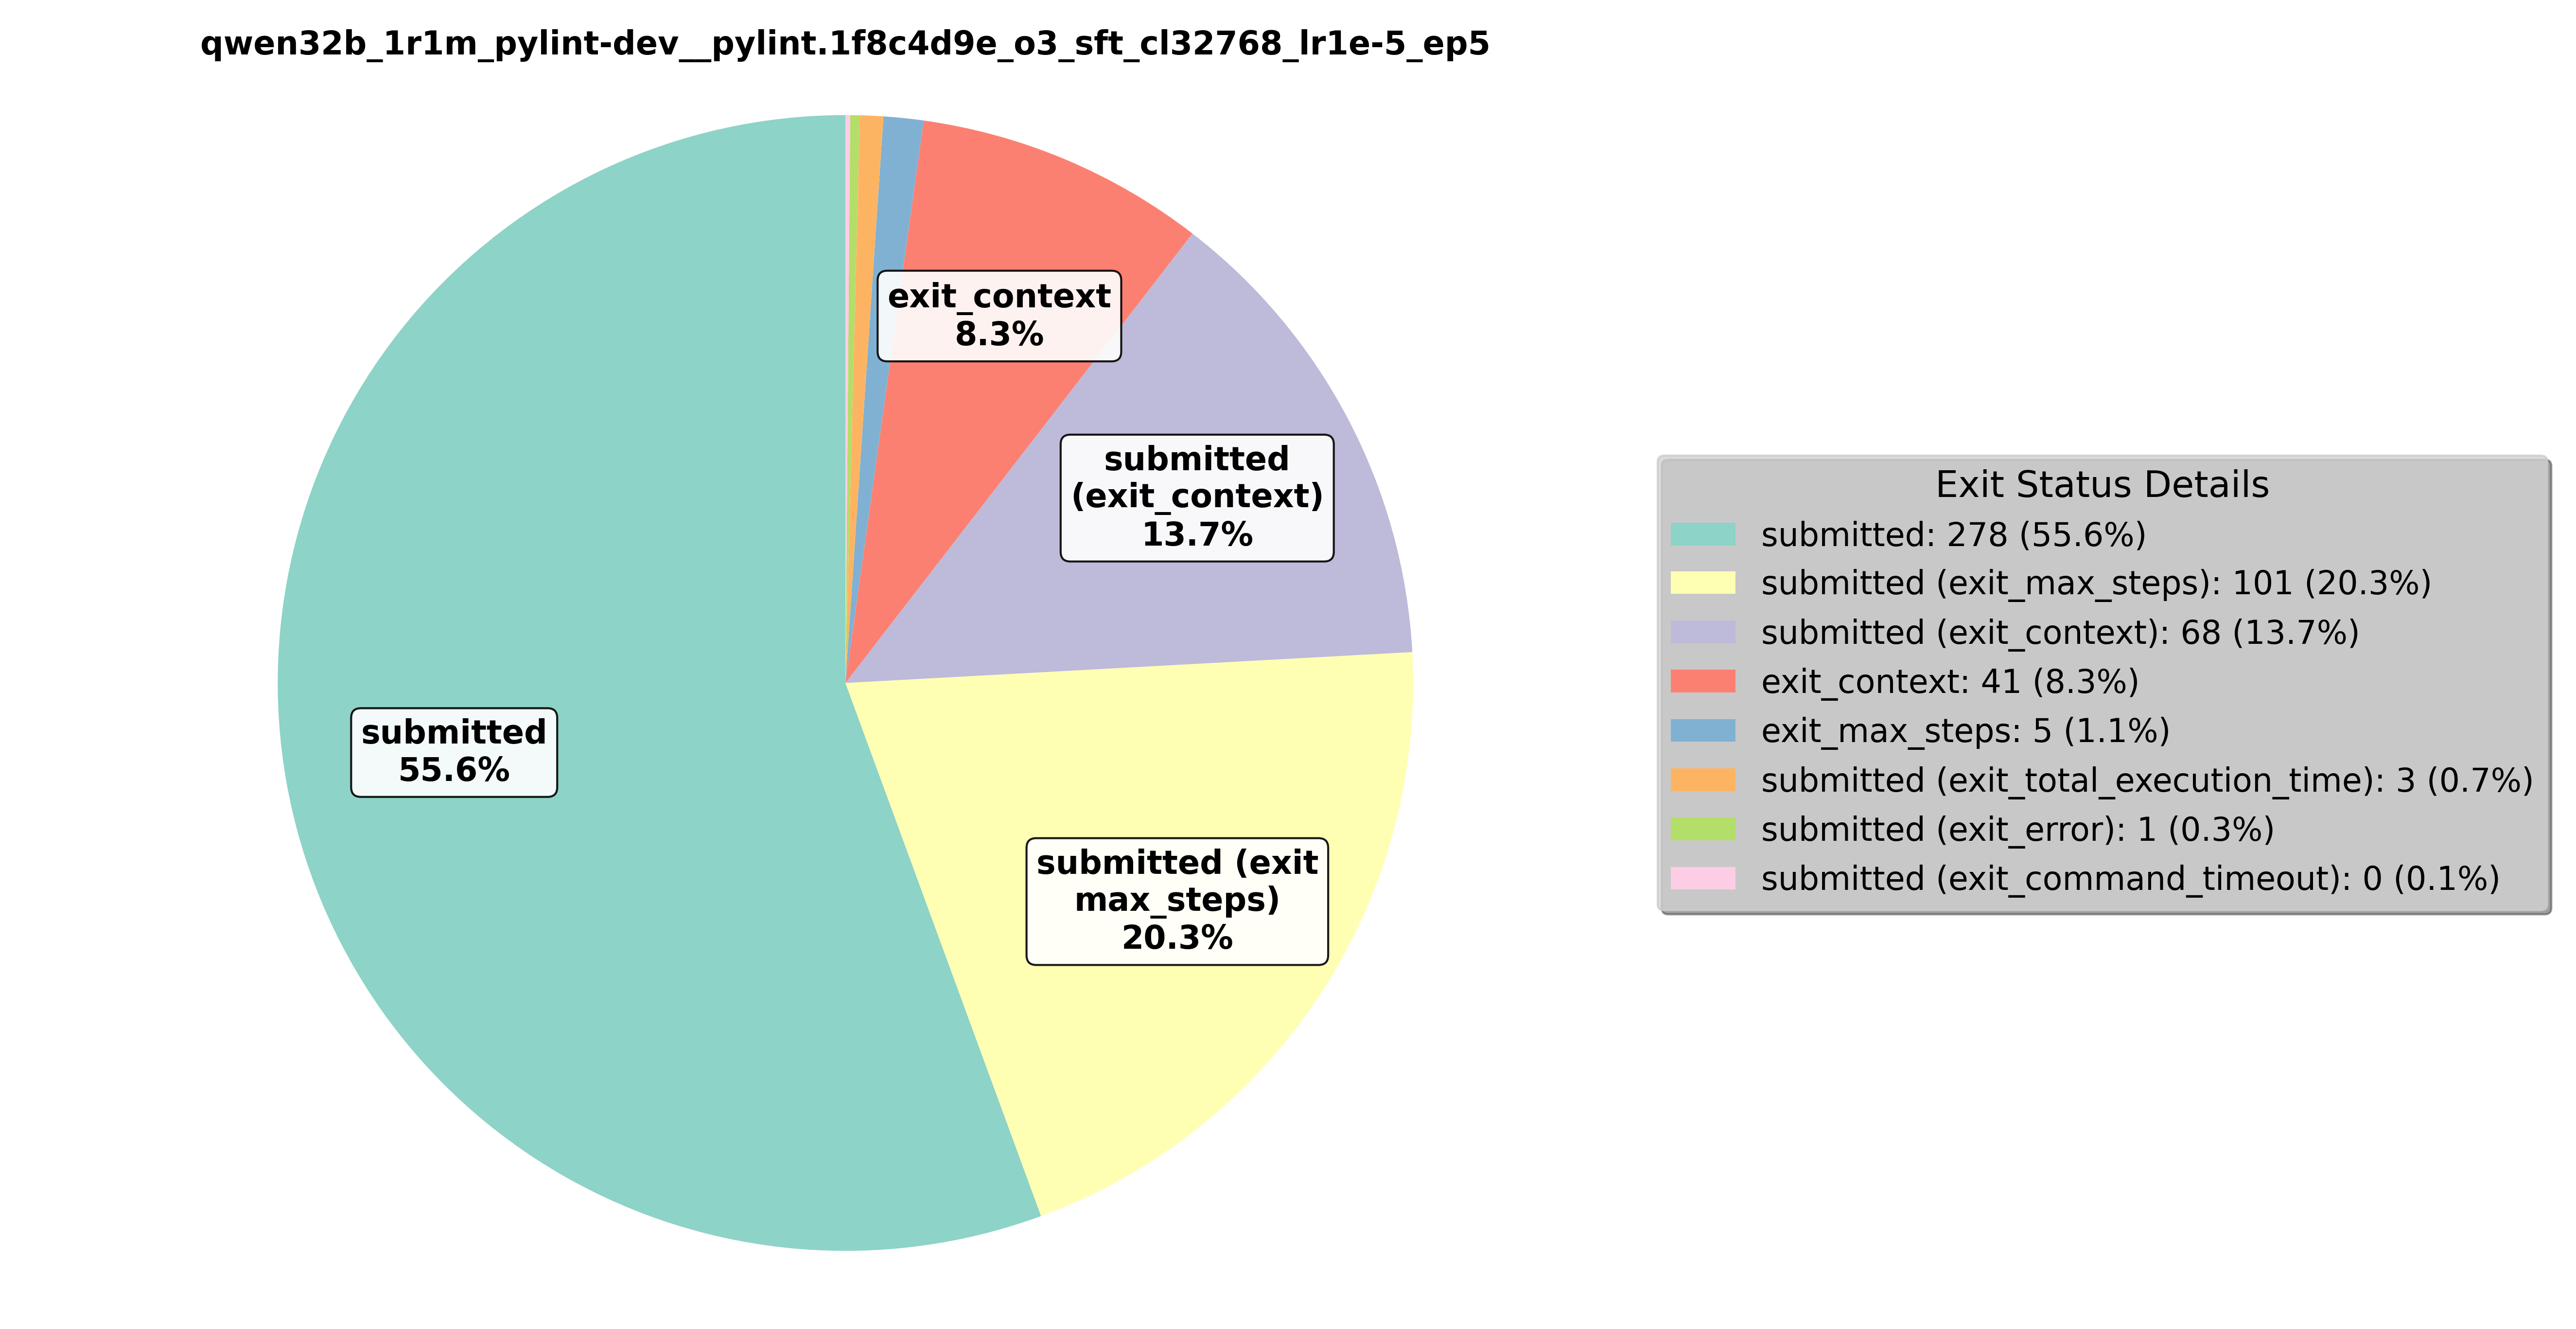 qwen32b_1r1m_pylint-dev__pylint.1f8c4d9e_o3_sft_cl32768_lr1e-5_ep5
exit_context
8.3%
submitted
(exit_context)
13.7%
submitted
55.6%
submitted (exit
max_steps)
20.3%
Exit Status Details
submitted: 278 (55.6%)
submitted (exit_max_steps): 101 (20.3%)
submitted (exit_context): 68 (13.7%)
exit_context: 41 (8.3%)
exit_max_steps: 5 (1.1%)
submitted (exit_total_execution_time): 3 (0.7%)
submitted (exit_error): 1 (0.3%)
submitted (exit_command_timeout): 0 (0.1%)